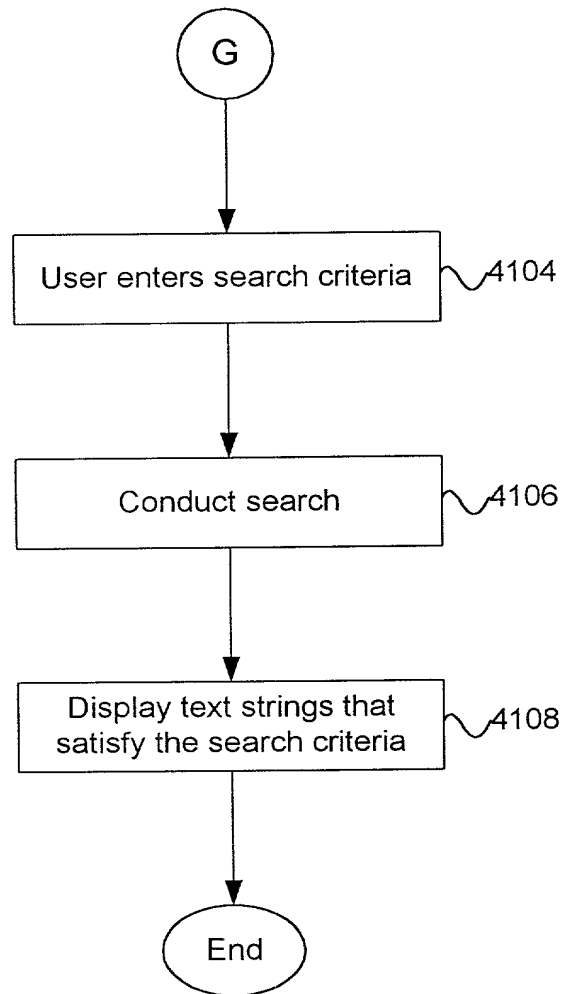 G
User enters search criteria
4104
Conduct search
4106
Display text strings that
satisfy the search criteria
4108
End